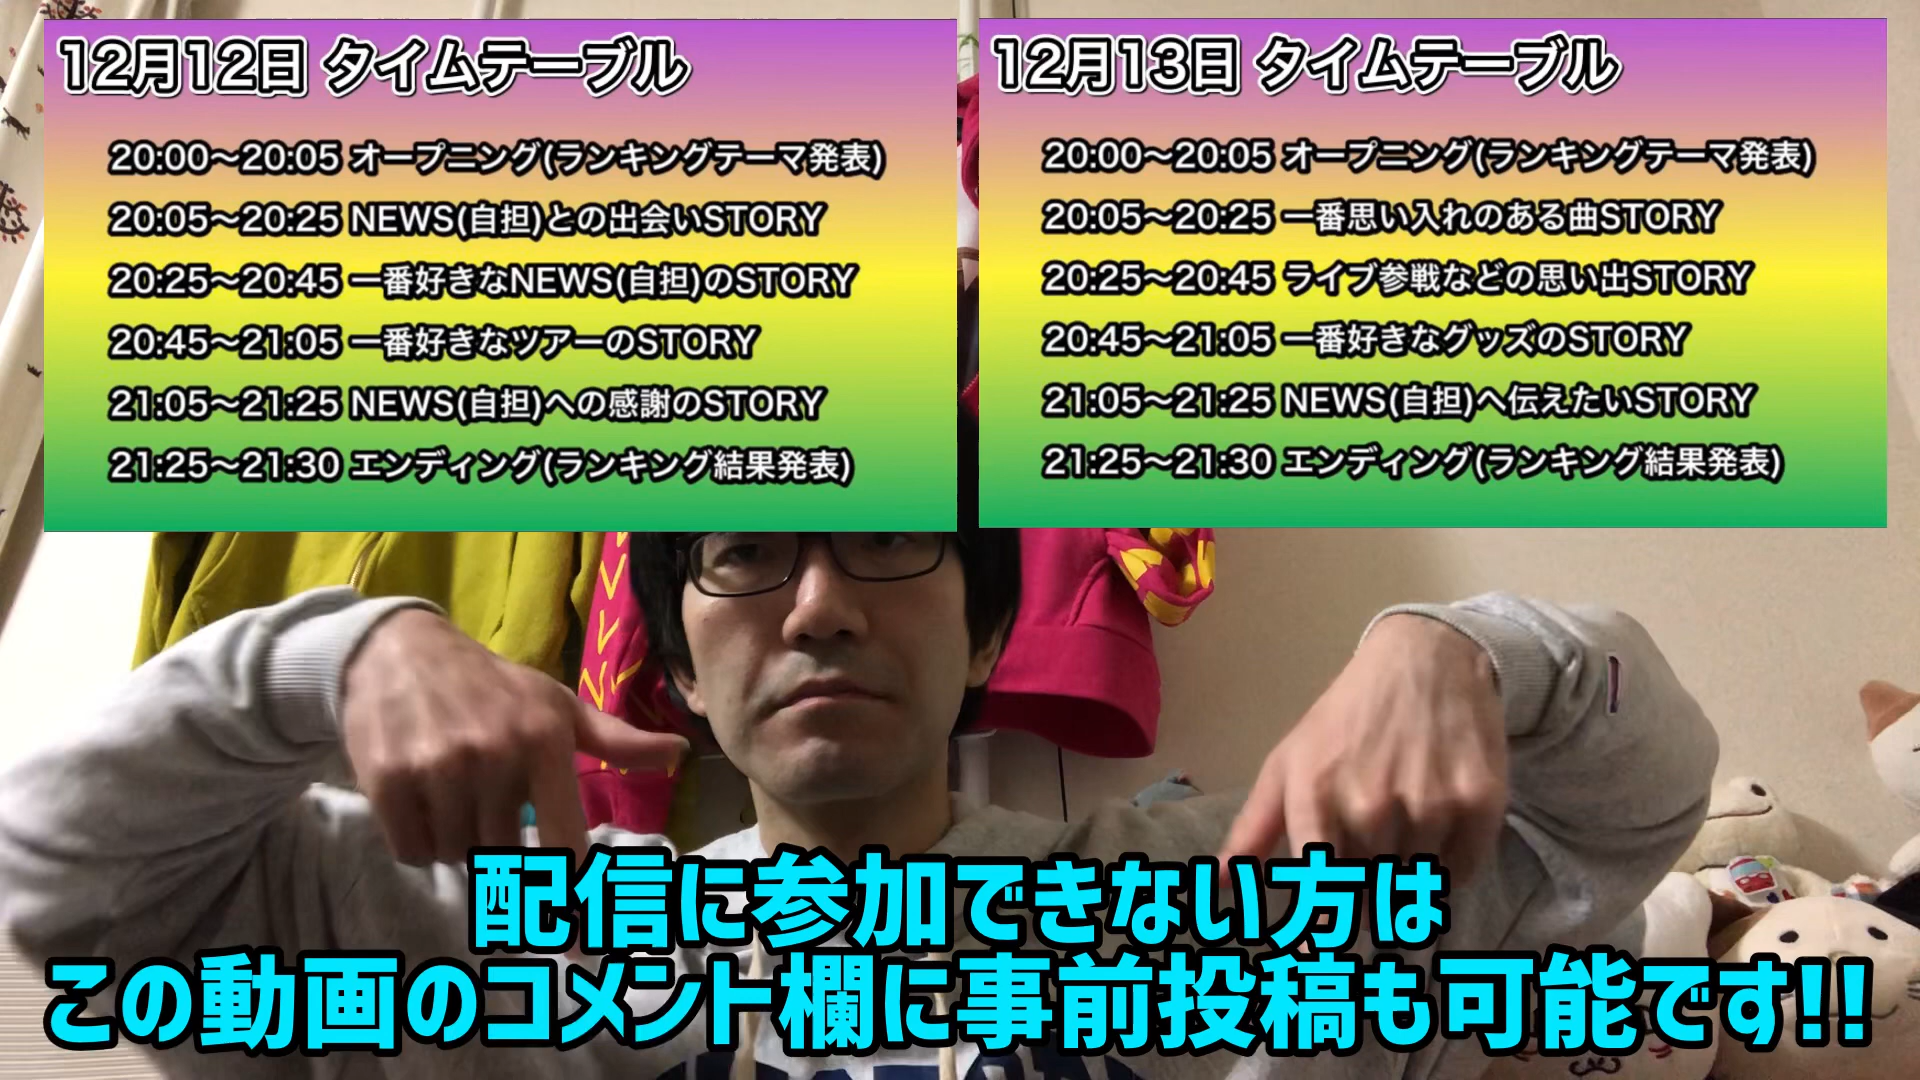 12月12日 タイムテーブル
20:00〜20:05 オープニング(ランキングテーマ発表)
20:05〜20:25 NEWS(自担)との出会いSTORY
20:25〜20:45 一番好きなNEWS(自担)のSTORY
20:45〜21:05 一番好きなツアーのSTORY
21:05〜21:25 NEWS(自担)への感謝のSTORY
21:25〜21:30 エンディング(ランキング結果発表)
12月13日 タイムテーブル
20:00〜20:05 オープニング(ランキングテーマ発表)
20:05〜20:25 一番思い入れのある曲STORY
20:25〜20:45 ライブ参戦などの思い出STORY
20:45〜21:05 一番好きなグッズのSTORY
21:05〜21:25 NEWS(自担)へ伝えたいSTORY
21:25〜21:30 エンディング(ランキング結果発表)
配信に参加できない方は
この動画のコメント欄に事前投稿も可能です!!